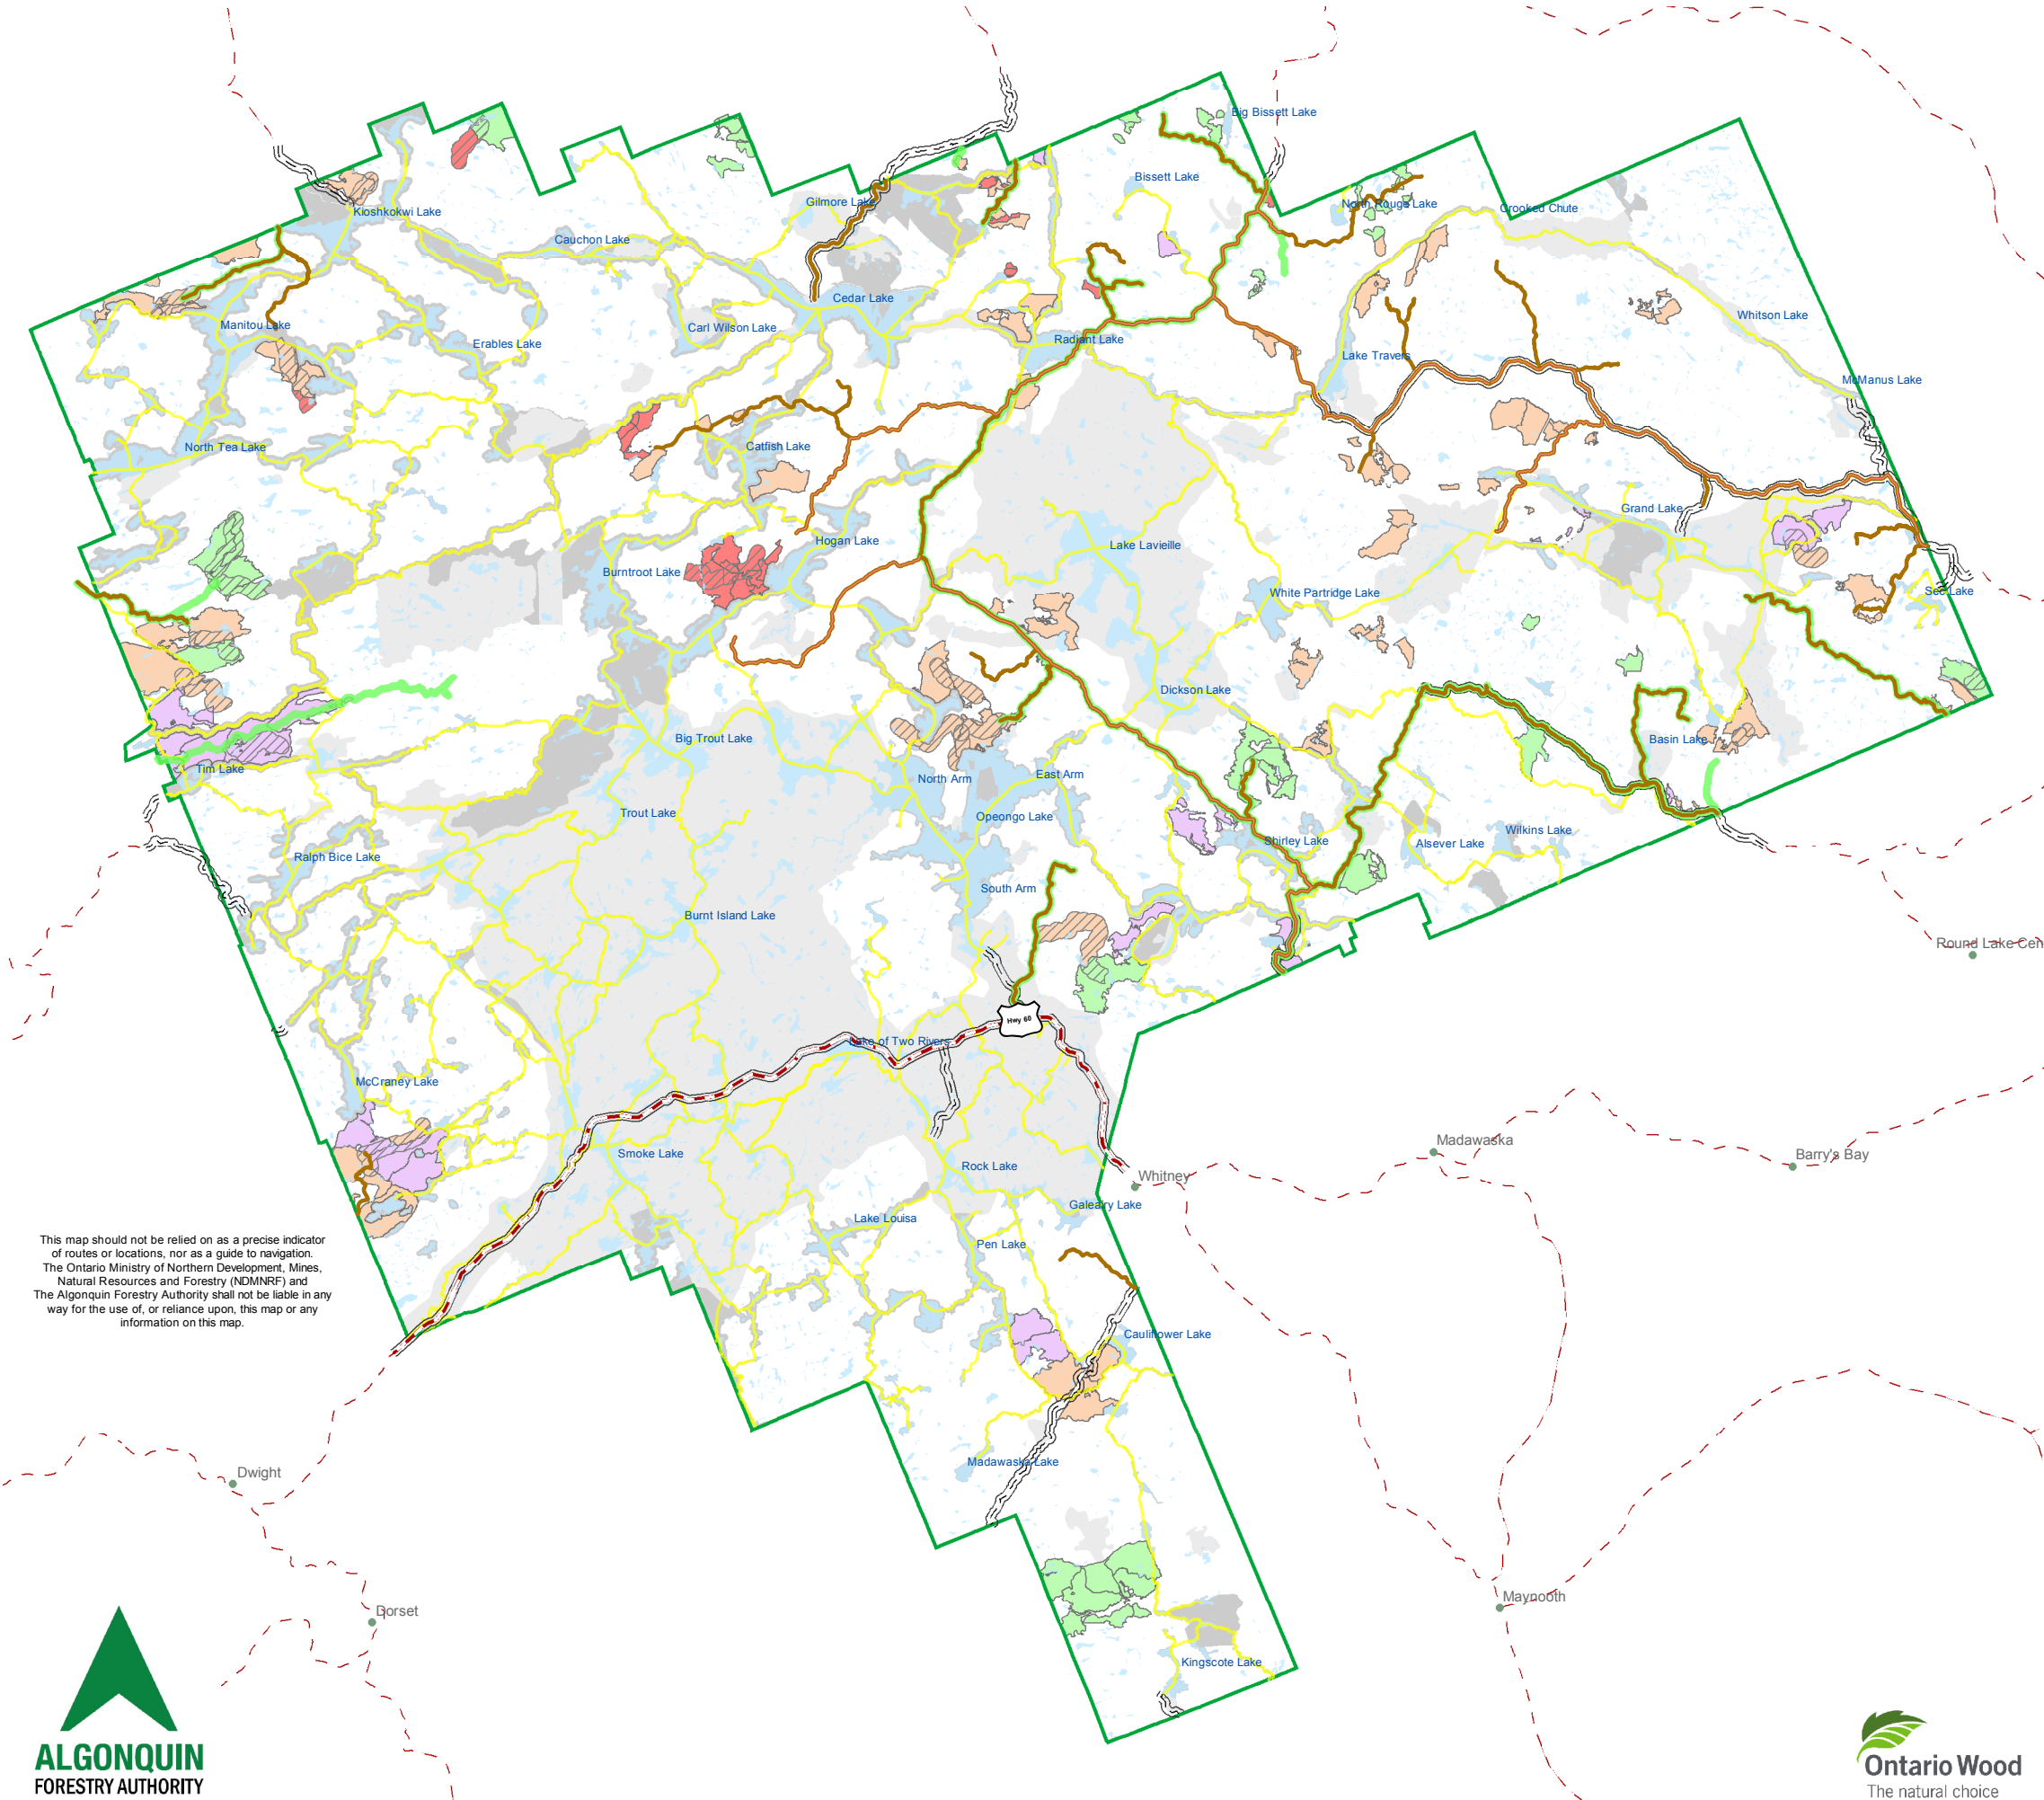 Big Bissett Lake
Bissett Lake
Gilmore Lake
North Rouge Lake
Crooked Chute
Kioshkokwi Lake
Cauchon Lake
Cedar Lake
Whitson Lake
Manitou Lake
Carl Wilson Lake
Erables Lake
Radiant Lake
Lake Travers
McManus Lake
North Tea Lake
Catfish Lake
Grand Lake
Hogan Lake
Lake Lavieille
Burntroot Lake
White Partridge Lake
Sec Lake
Dickson Lake
Big Trout Lake
Basin Lake
Tim Lake
North Arm
East Arm
Trout Lake
Opeongo Lake
Wilkins Lake
Shirley Lake
Alsever Lake
Ralph Bice Lake
South Arm
Burnt Island Lake
Round Lake Cen
Hwy 60
Lake of Two Rivers
McCraney Lake
Madawaska
Smoke Lake
Barry's Bay
Rock Lake
Whitney
Galeairy Lake
Lake Louisa
Pen Lake
This map should not be relied on as a precise indicator
of routes or locations, nor as a guide to navigation.
The Ontario Ministry of Northern Development, Mines,
Natural Resources and Forestry (NDMNRF) and
The Algonquin Forestry Authority shall not be liable in any
way for the use of, or reliance upon, this map or any
information on this map.
Cauliflower Lake
Madawaska Lake
Dwight
Maynooth
Dorset
Kingscote Lake
ALGONQUIN
FORESTRY AUTHORITY
Ontario Wood
The natural choice